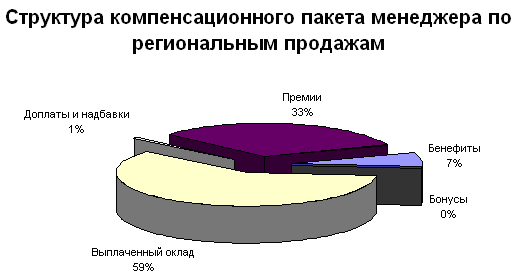 Структура компенсационного пакета менеджера по
региональным продажам
Премии
33%
Доплаты и надбавки
1%
Бенефиты
7%
Бонусы
0%
Выплаченный оклад
59%